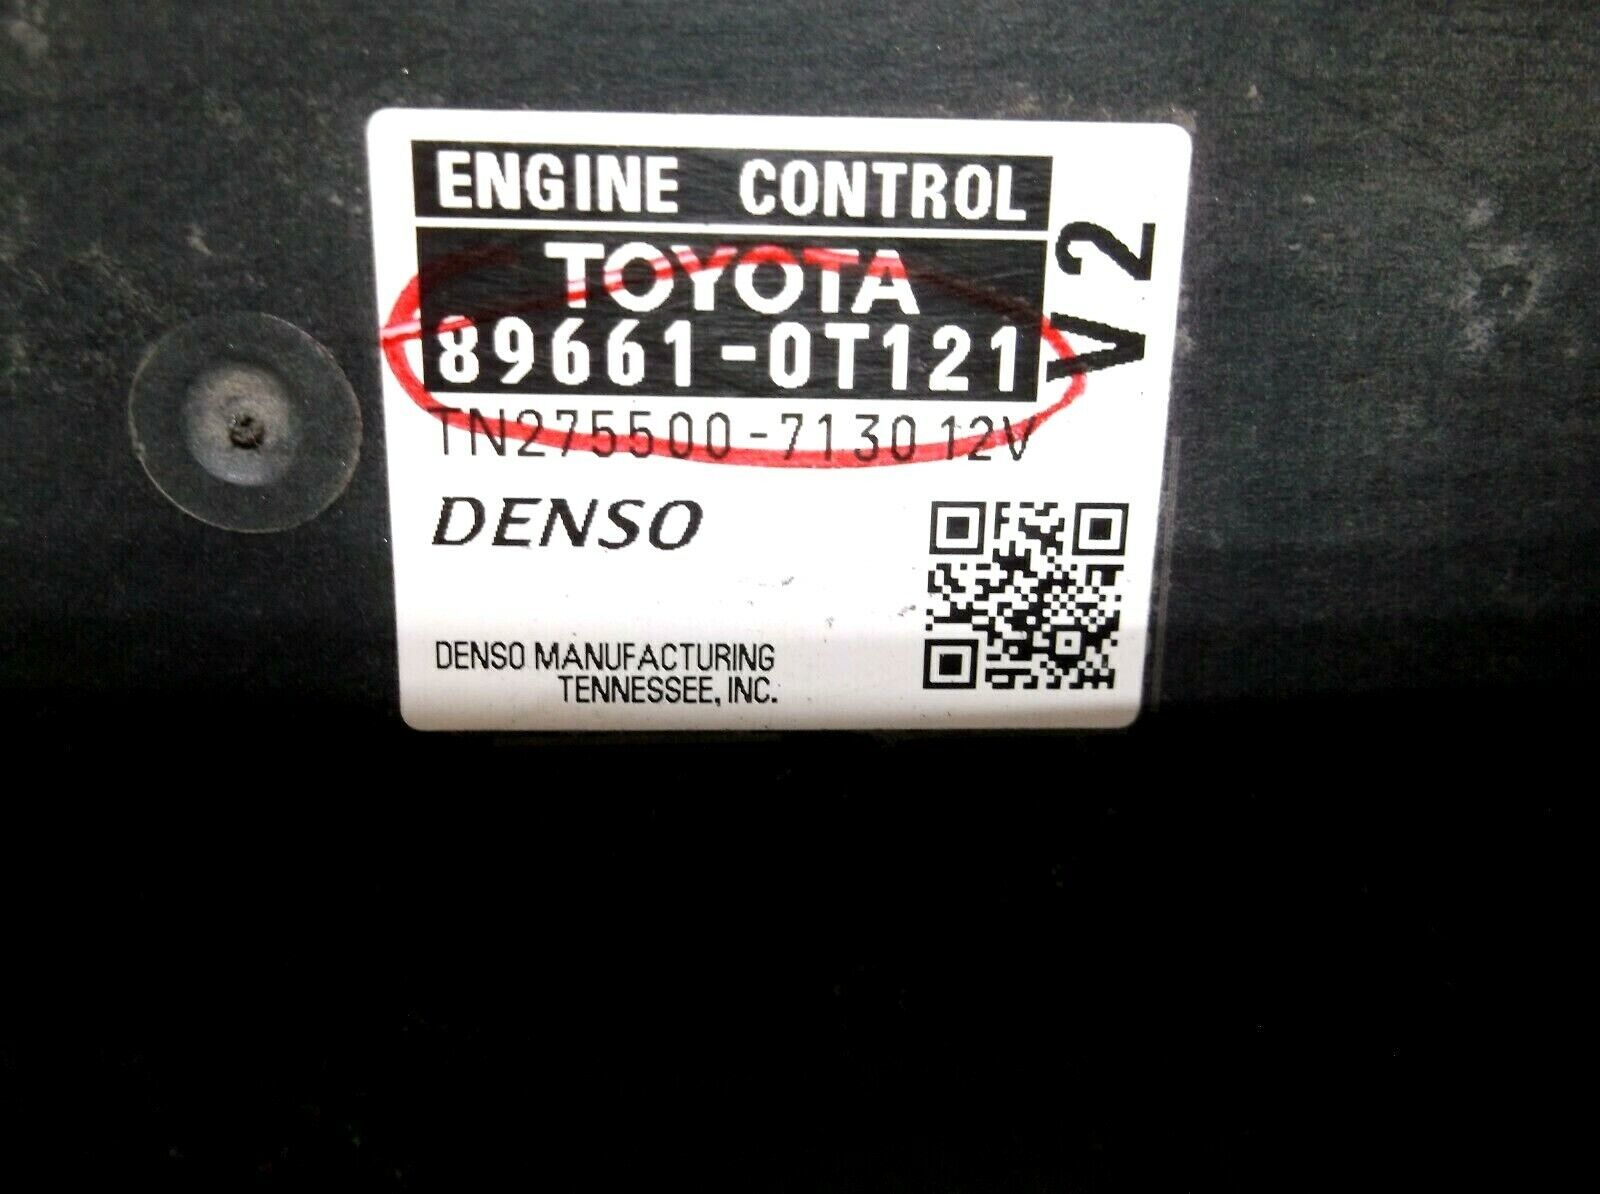 ENGINE CONTROL
TOYOTA
89661-0T121
V2
TN275500-7130 12V
DENSO
DENSO MANUFACTURING
TENNESSEE, INC.